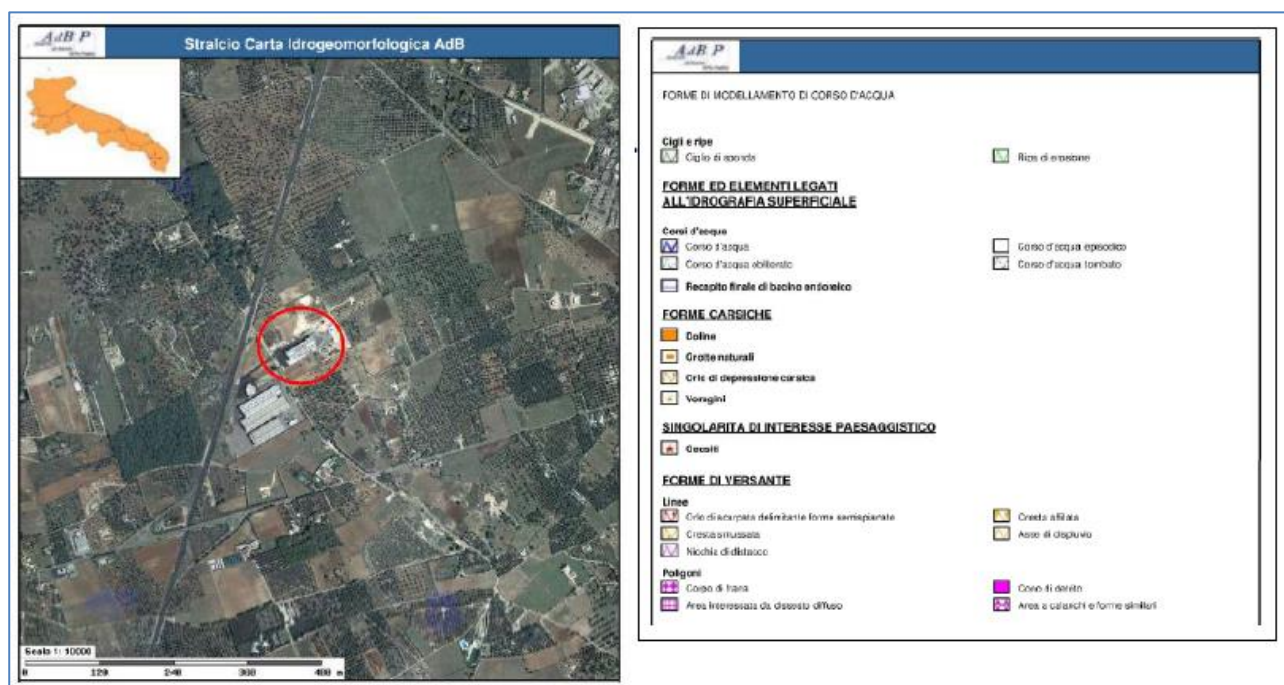 AdB P
Stralcio Carta Idrogeomorfologica AdB
Scala 1: 10000
0 120 240 360 480 m
AdB P
FORME DI MODELLAMENTO DI CORSO D'ACQUA
Cigli e ripe
Ciglio di sponda
Ripa di erosione
FORME ED ELEMENTI LEGATI
ALL'IDROGRAFIA SUPERFICIALE
Corsi d'acqua
Corso d'acqua
Corso d'acqua episodico
Corso d'acqua obliterato
Corso d'acqua tombato
Recapito finale di bacino endoreico
FORME CARSICHE
Doline
Grotte naturali
Orlo di depressione carsica
Voragini
SINGOLARITA DI INTERESSE PAESAGGISTICO
Geositi
FORME DI VERSANTE
Linee
Orlo di scarpata delimitante forme semispianate
Cresta affilata
Cresta smussata
Asse di displuvio
Nicchia di distacco
Poligoni
Corpo di frana
Cono di detrito
Area interessata da dissesto diffuso
Area a calanchi e forme similari